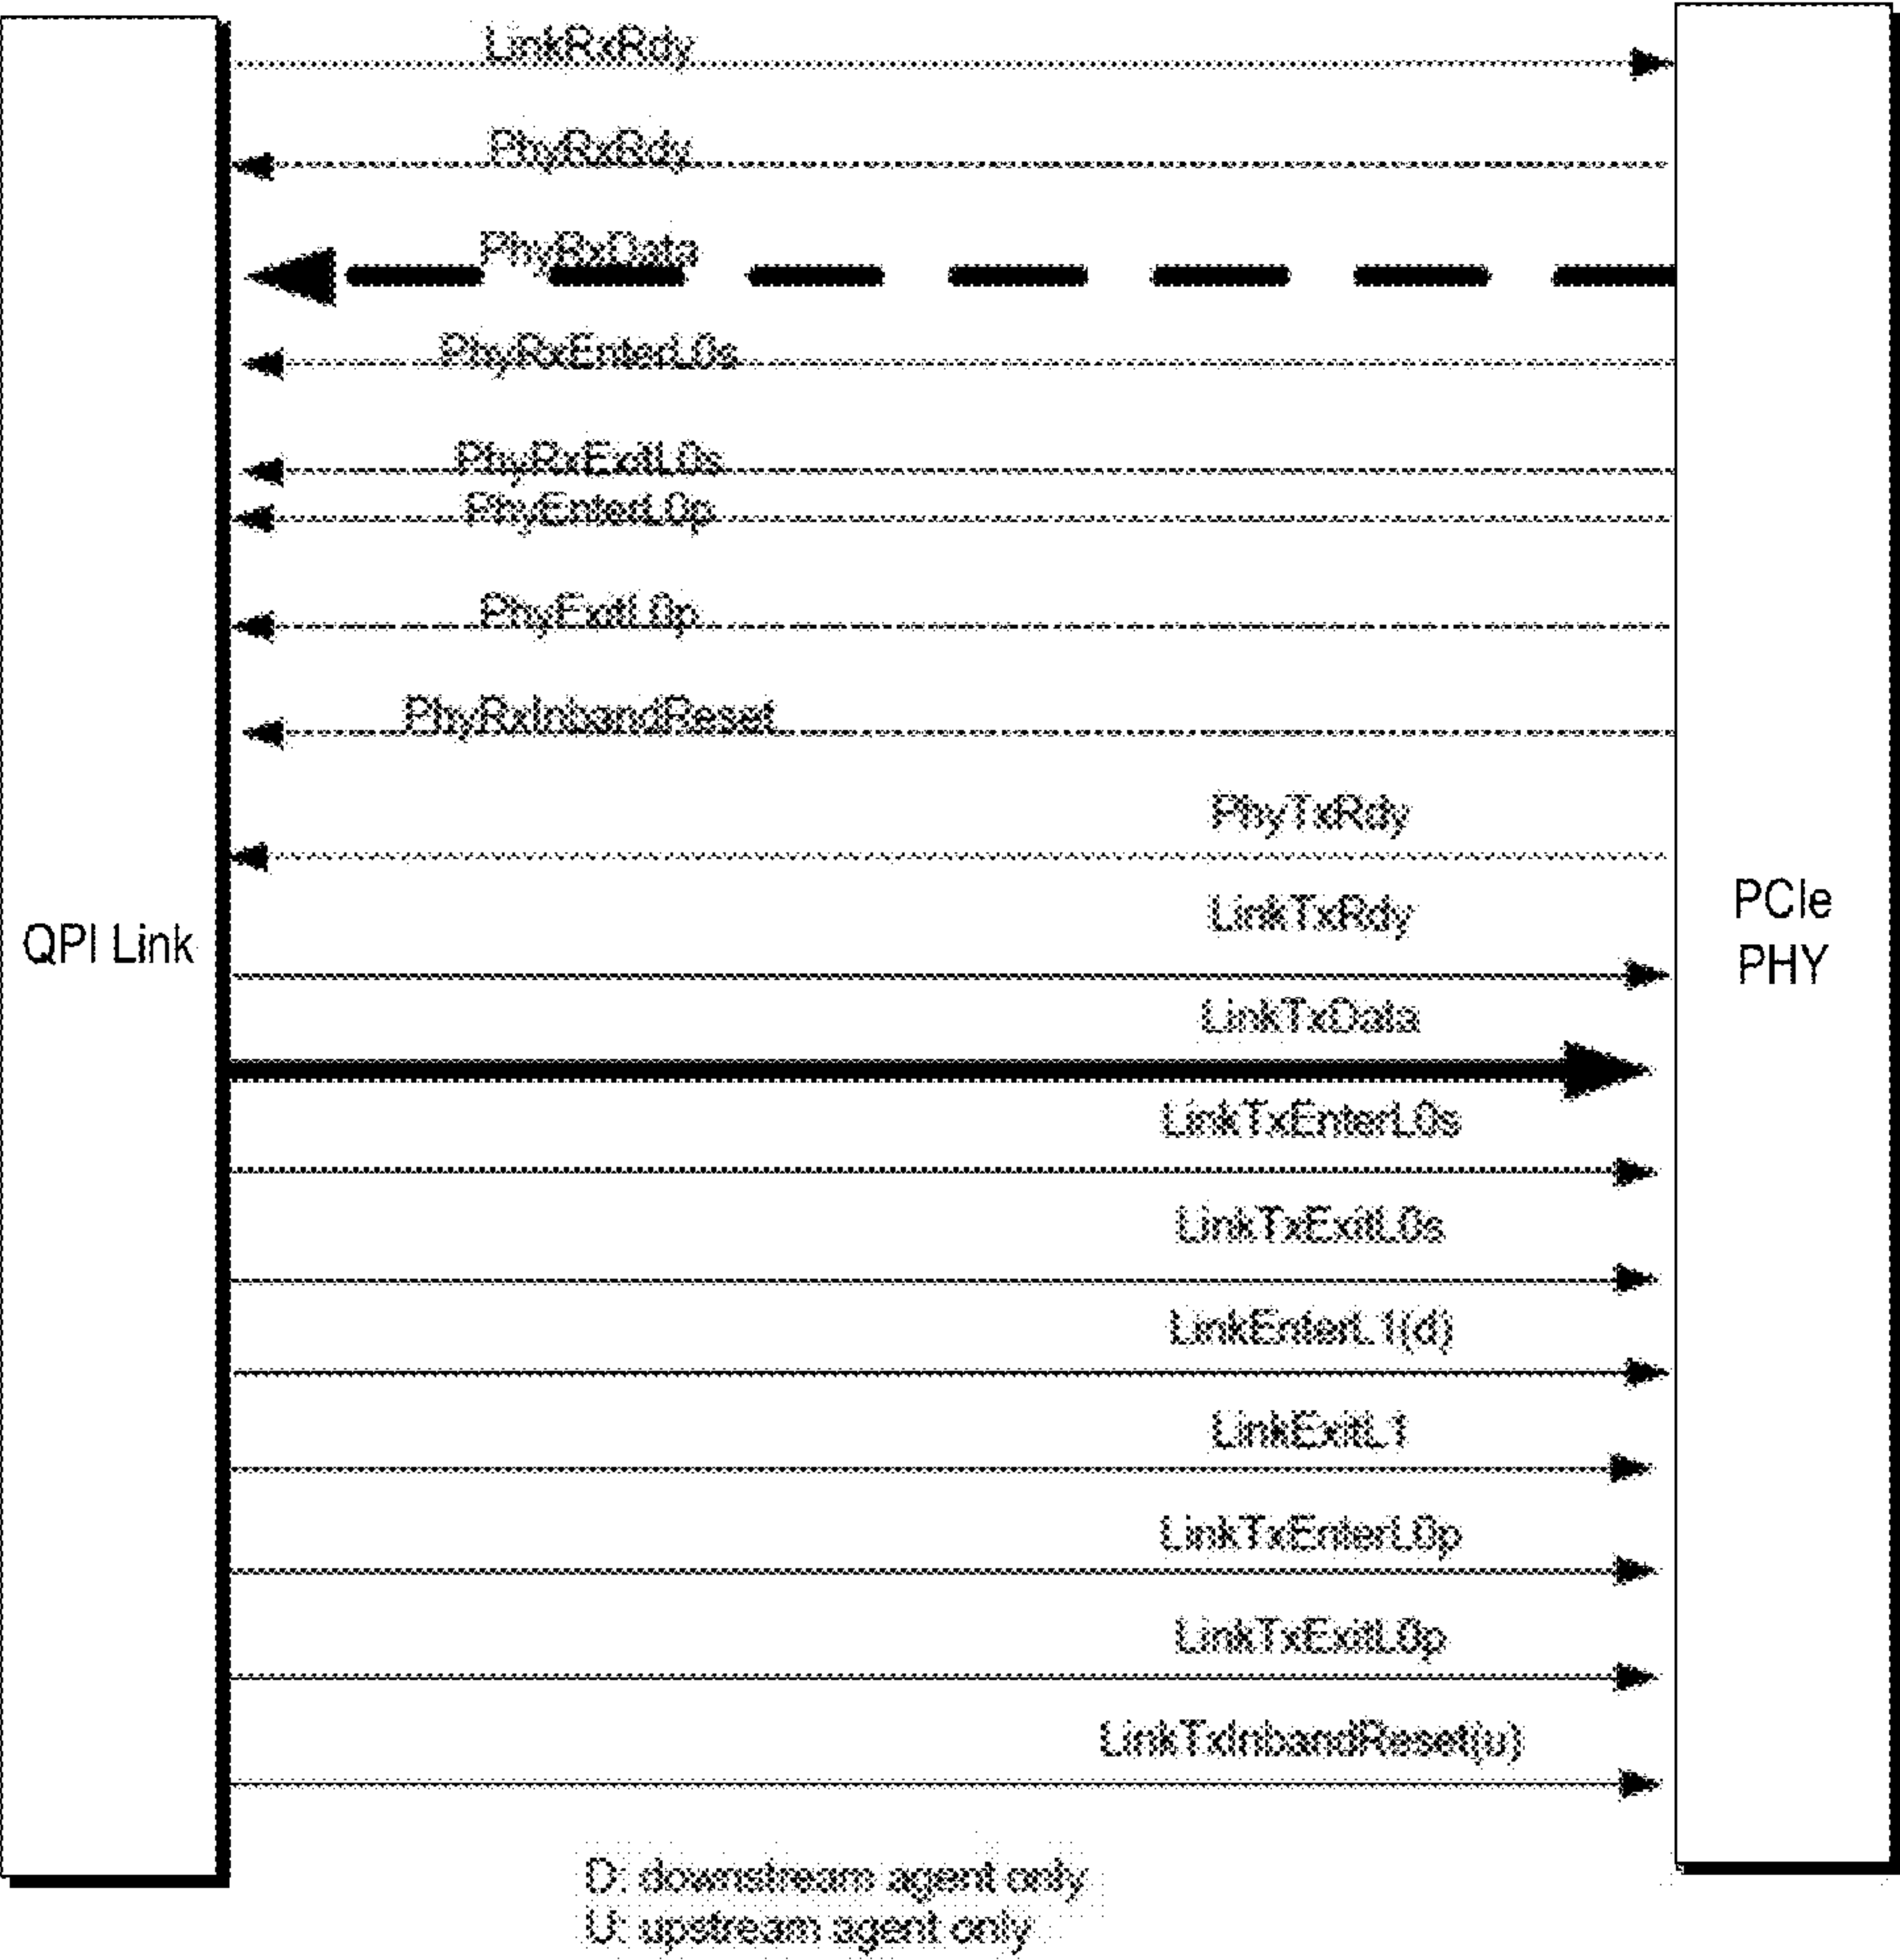 LinkRxRdy
PhyRxRdy
PhyRxData
PhyRxEnterL0s
PhyRxExitL0s
PhyEnterL0p
PhyExitL0p
PhyRxInbandReset
PhyTxRdy
LinkTxRdy
QPI Link
PCIe
PHY
LinkTxData
LinkTxEnterL0s
LinkTxExitL0s
LinkEnterL1(d)
LinkExitL1
LinkTxEnterL0p
LinkTxExitL0p
LinkTxInbandReset(u)
D: downstream agent only
U: upstream agent only